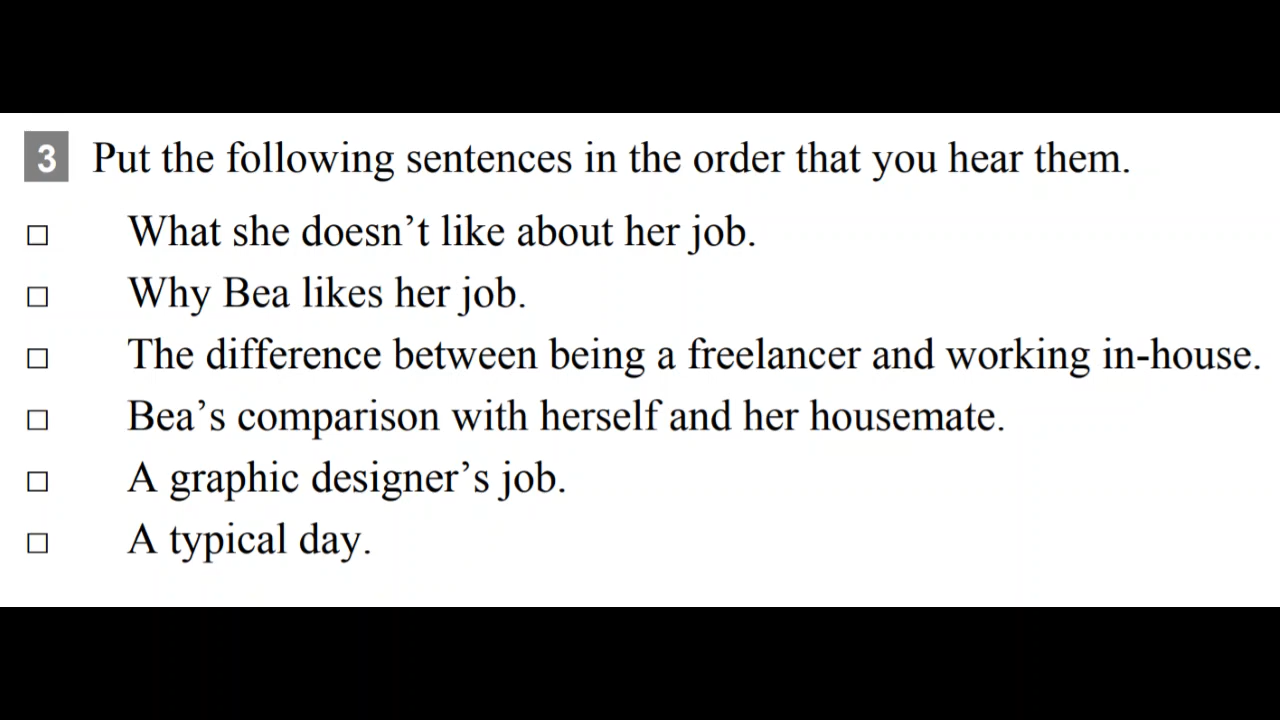 3 Put the following sentences in the order that you hear them.
What she doesn’t like about her job.
Why Bea likes her job.
The difference between being a freelancer and working in-house.
Bea’s comparison with herself and her housemate.
A graphic designer’s job.
A typical day.